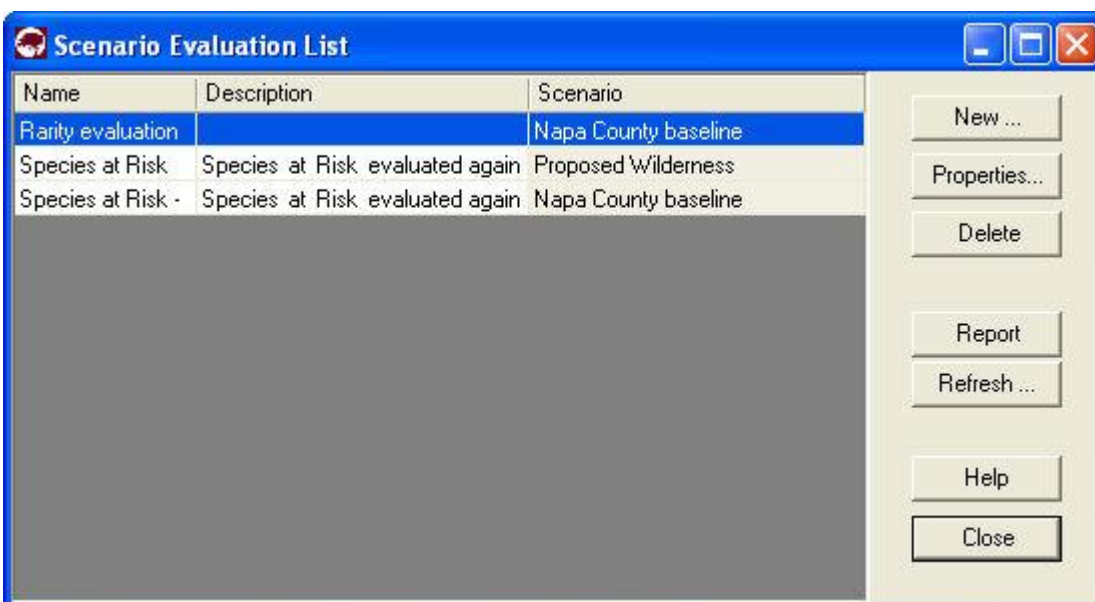 Scenario Evaluation List
Name Description Scenario
Rarity evaluation Napa County baseline
Species at Risk Species at Risk evaluated again Proposed Wilderness
Species at Risk - Species at Risk evaluated again Napa County baseline
New ...
Properties...
Delete
Report
Refresh ...
Help
Close